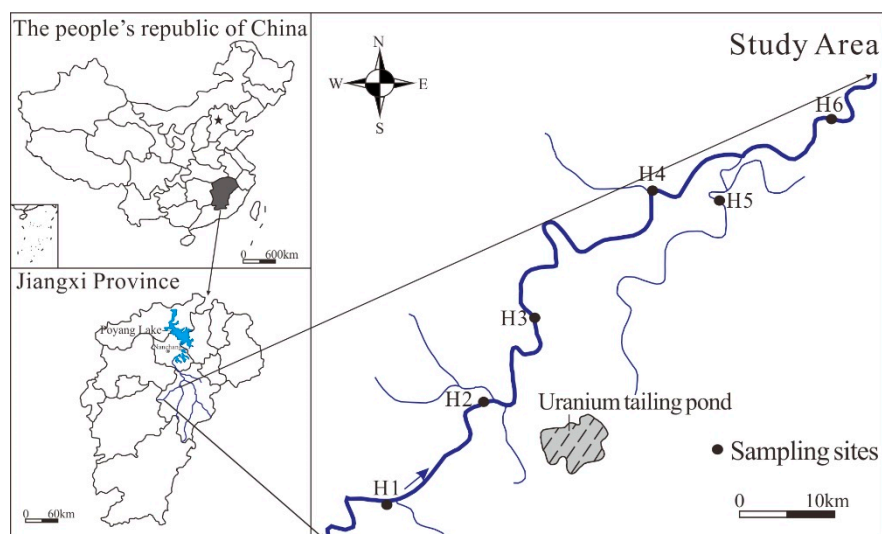 The people's republic of China
0 600km
Jiangxi Province
Poyang Lake
Nanchang
0 60km
N
W E
S
Study Area
H6
H4
H5
H3
H2
Uranium tailing pond
Sampling sites
H1
0 10km